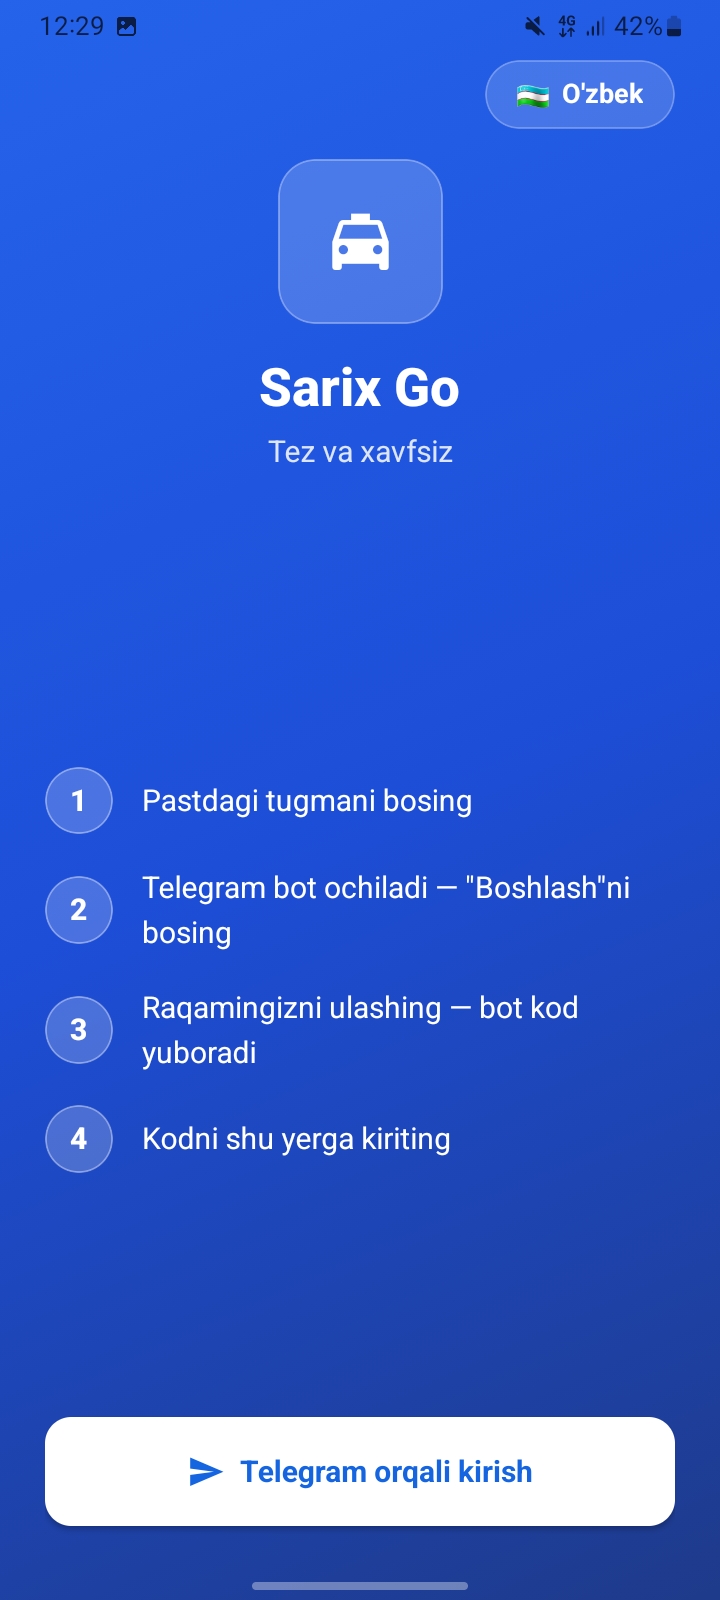 12:29
4G 42%
O'zbek
Sarix Go
Tez va xavfsiz
1 Pastdagi tugmani bosing
2 Telegram bot ochiladi — "Boshlash"ni
bosing
3 Raqamingizni ulashing — bot kod
yuboradi
4 Kodni shu yerga kiriting
Telegram orqali kirish